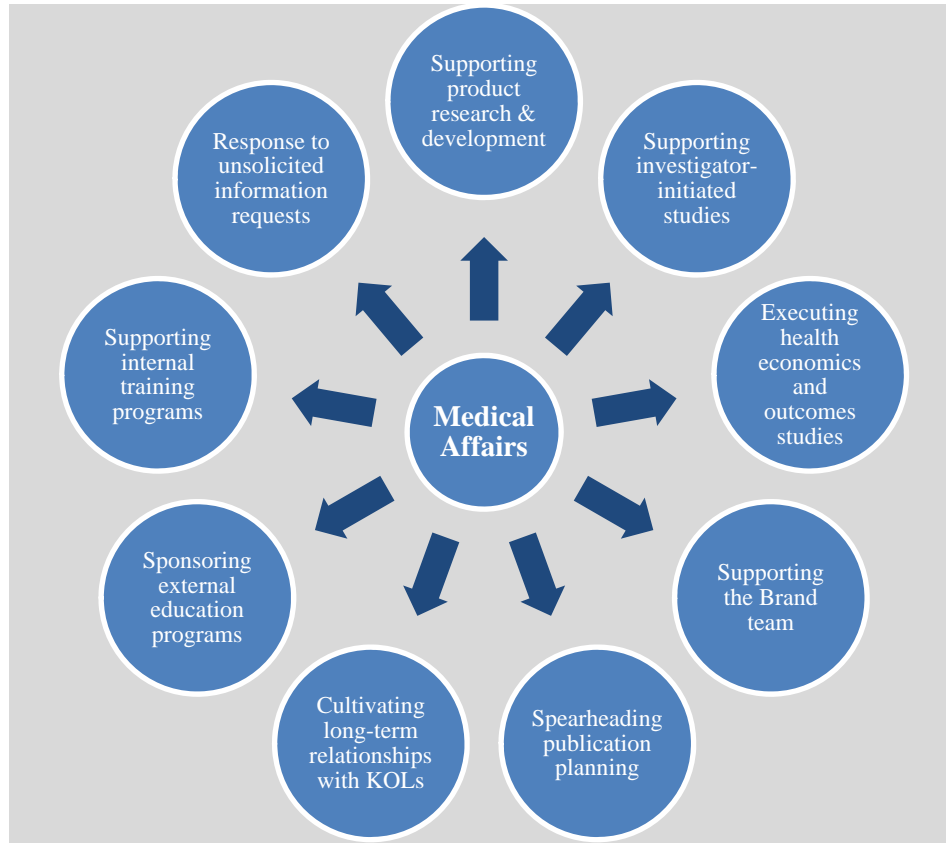 Supporting
product
research &
development
Supporting
investigator-
initiated
studies
Executing
health
economics
and
outcomes
studies
Supporting
the Brand
team
Spearheading
publication
planning
Cultivating
long-term
relationships
with KOLs
Sponsoring
external
education
programs
Supporting
internal
training
programs
Response to
unsolicited
information
requests
Medical
Affairs